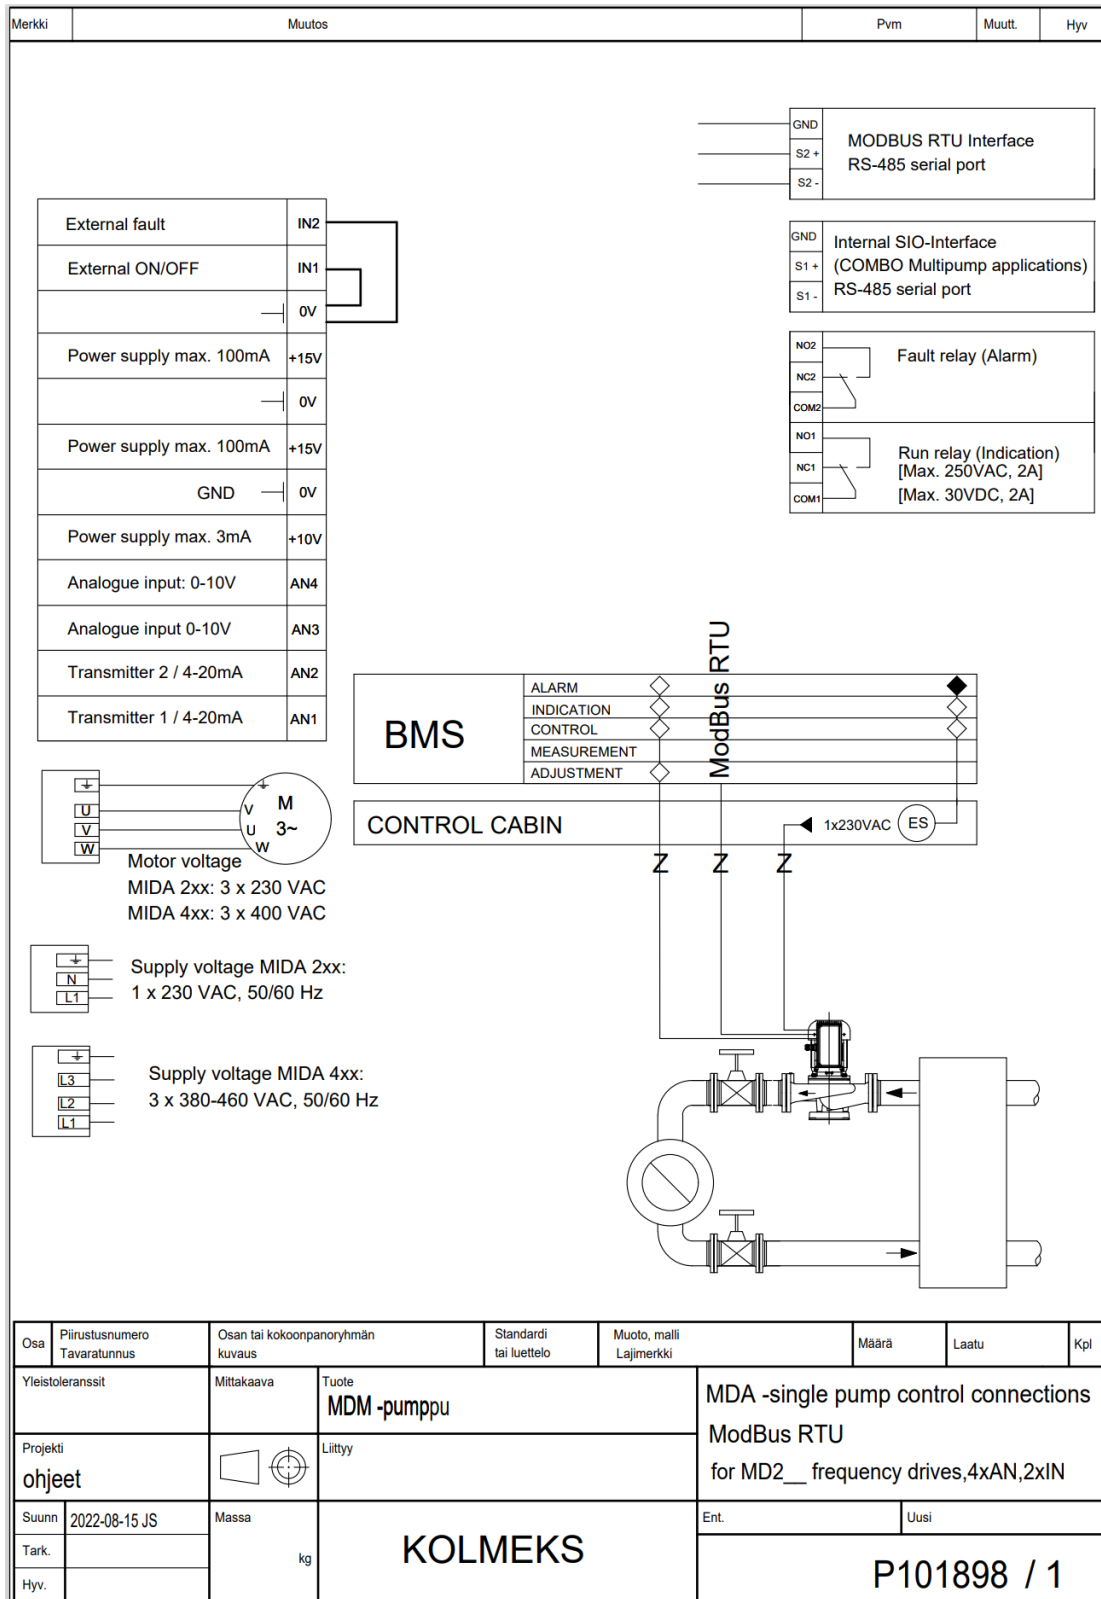 Merkki Muutos Pvm Muutt. Hyv
GND
S2 +
S2 -
MODBUS RTU Interface
RS-485 serial port
GND
S1 +
S1 -
Internal SIO-Interface
(COMBO Multipump applications)
RS-485 serial port
NO2
NC2
COM2
Fault relay (Alarm)
NO1
NC1
COM1
Run relay (Indication)
[Max. 250VAC, 2A]
[Max. 30VDC, 2A]
External fault IN2
External ON/OFF IN1
0V
Power supply max. 100mA +15V
0V
Power supply max. 100mA +15V
GND 0V
Power supply max. 3mA +10V
Analogue input: 0-10V AN4
Analogue input 0-10V AN3
Transmitter 2 / 4-20mA AN2
Transmitter 1 / 4-20mA AN1
BMS
ALARM
INDICATION
CONTROL
MEASUREMENT
ADJUSTMENT
ModBus RTU
CONTROL CABIN
1x230VAC ES
Z Z Z
U
V
W
V
U
W
M
3~
Motor voltage
MIDA 2xx: 3 x 230 VAC
MIDA 4xx: 3 x 400 VAC
N
L1
Supply voltage MIDA 2xx:
1 x 230 VAC, 50/60 Hz
L3
L2
L1
Supply voltage MIDA 4xx:
3 x 380-460 VAC, 50/60 Hz
Osa
Piirustusnumero
Tavaratunnus
Osan tai kokoonpanoryhmän
kuvaus
Standardi
tai luettelo
Muoto, malli
Lajimerkki
Määrä
Laatu
Kpl
Yleistoleranssit
Mittakaava
Tuote
MDM -pumppu
MDA -single pump control connections
ModBus RTU
for MD2__ frequency drives,4xAN,2xIN
Projekti
ohjeet
Liittyy
Suunn 2022-08-15 JS
Tark.
Hyv.
Massa
kg
KOLMEKS
Ent.
Uusi
P101898 / 1